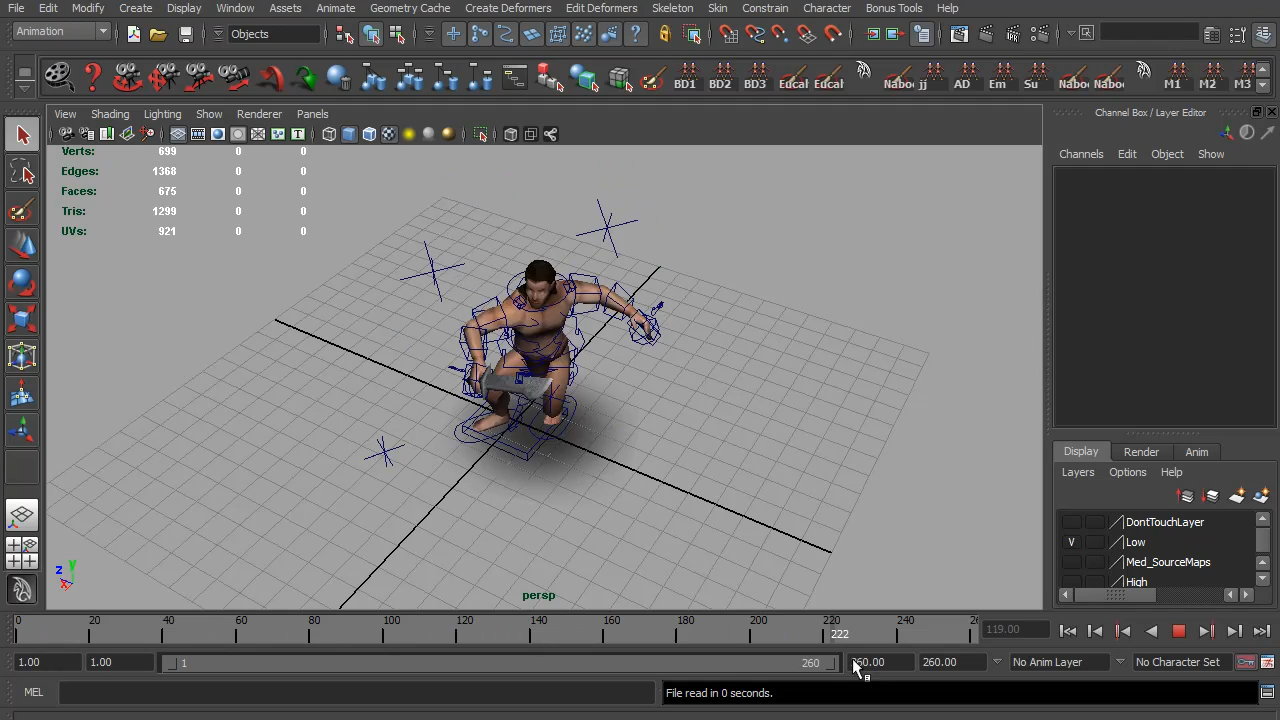 File Edit Modify Create Display Window Assets Animate Geometry Cache Create Deformers Edit Deformers Skeleton Skin Constrain Character Bonus Tools Help
Animation Objects
BD1 BD2 BD3 Eucal Eucal Naboo jj AD Em Su Naboo Naboo M1 M2 M3
View Shading Lighting Show Renderer Panels
Channel Box / Layer Editor
Channels Edit Object Show
Verts: 699 0 0
Edges: 1368 0 0
Faces: 675 0 0
Tris: 1299 0 0
UVs: 921 0 0
persp
z y x
Display Render Anim
Layers Options Help
DontTouchLayer
V Low
Med_SourceMaps
High
0 20 40 60 80 100 120 140 160 180 200 220 240 26
222
119.00
1.00 1.00 1 260 260.00 260.00 No Anim Layer No Character Set
MEL File read in 0 seconds.